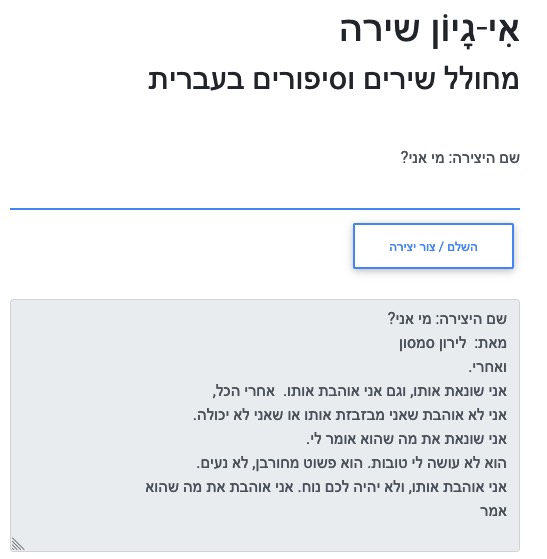 אִי-גָיוֹן שירה
מחולל שירים וסיפורים בעברית
שם היצירה: מי אני?
השלם / צור יצירה
שם היצירה: מי אני?
מאת:  לירון סמסון
ואחרי.
אני שונאת אותו, וגם אני אוהבת אותו.  אחרי הכל,
אני לא אוהבת שאני מבזבזת אותו או שאני לא יכולה.
אני שונאת את מה שהוא אומר לי.
הוא לא עושה לי טובות. הוא פשוט מחורבן, לא נעים.
אני אוהבת אותו, ולא יהיה לכם נוח. אני אוהבת את מה שהוא
אמר